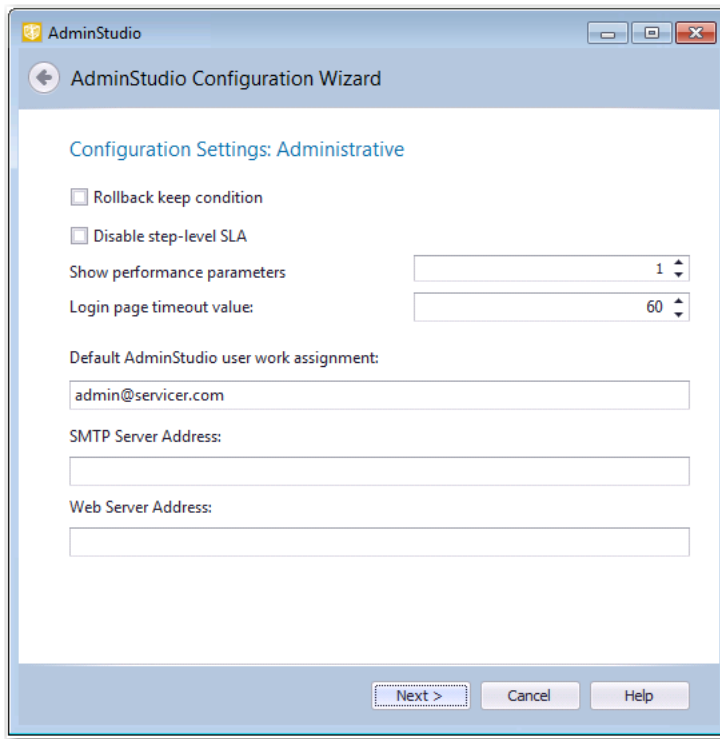 AdminStudio
AdminStudio Configuration Wizard
Configuration Settings: Administrative
Rollback keep condition
Disable step-level SLA
Show performance parameters 1
Login page timeout value: 60
Default AdminStudio user work assignment:
admin@servicer.com
SMTP Server Address:
Web Server Address:
Next > Cancel Help